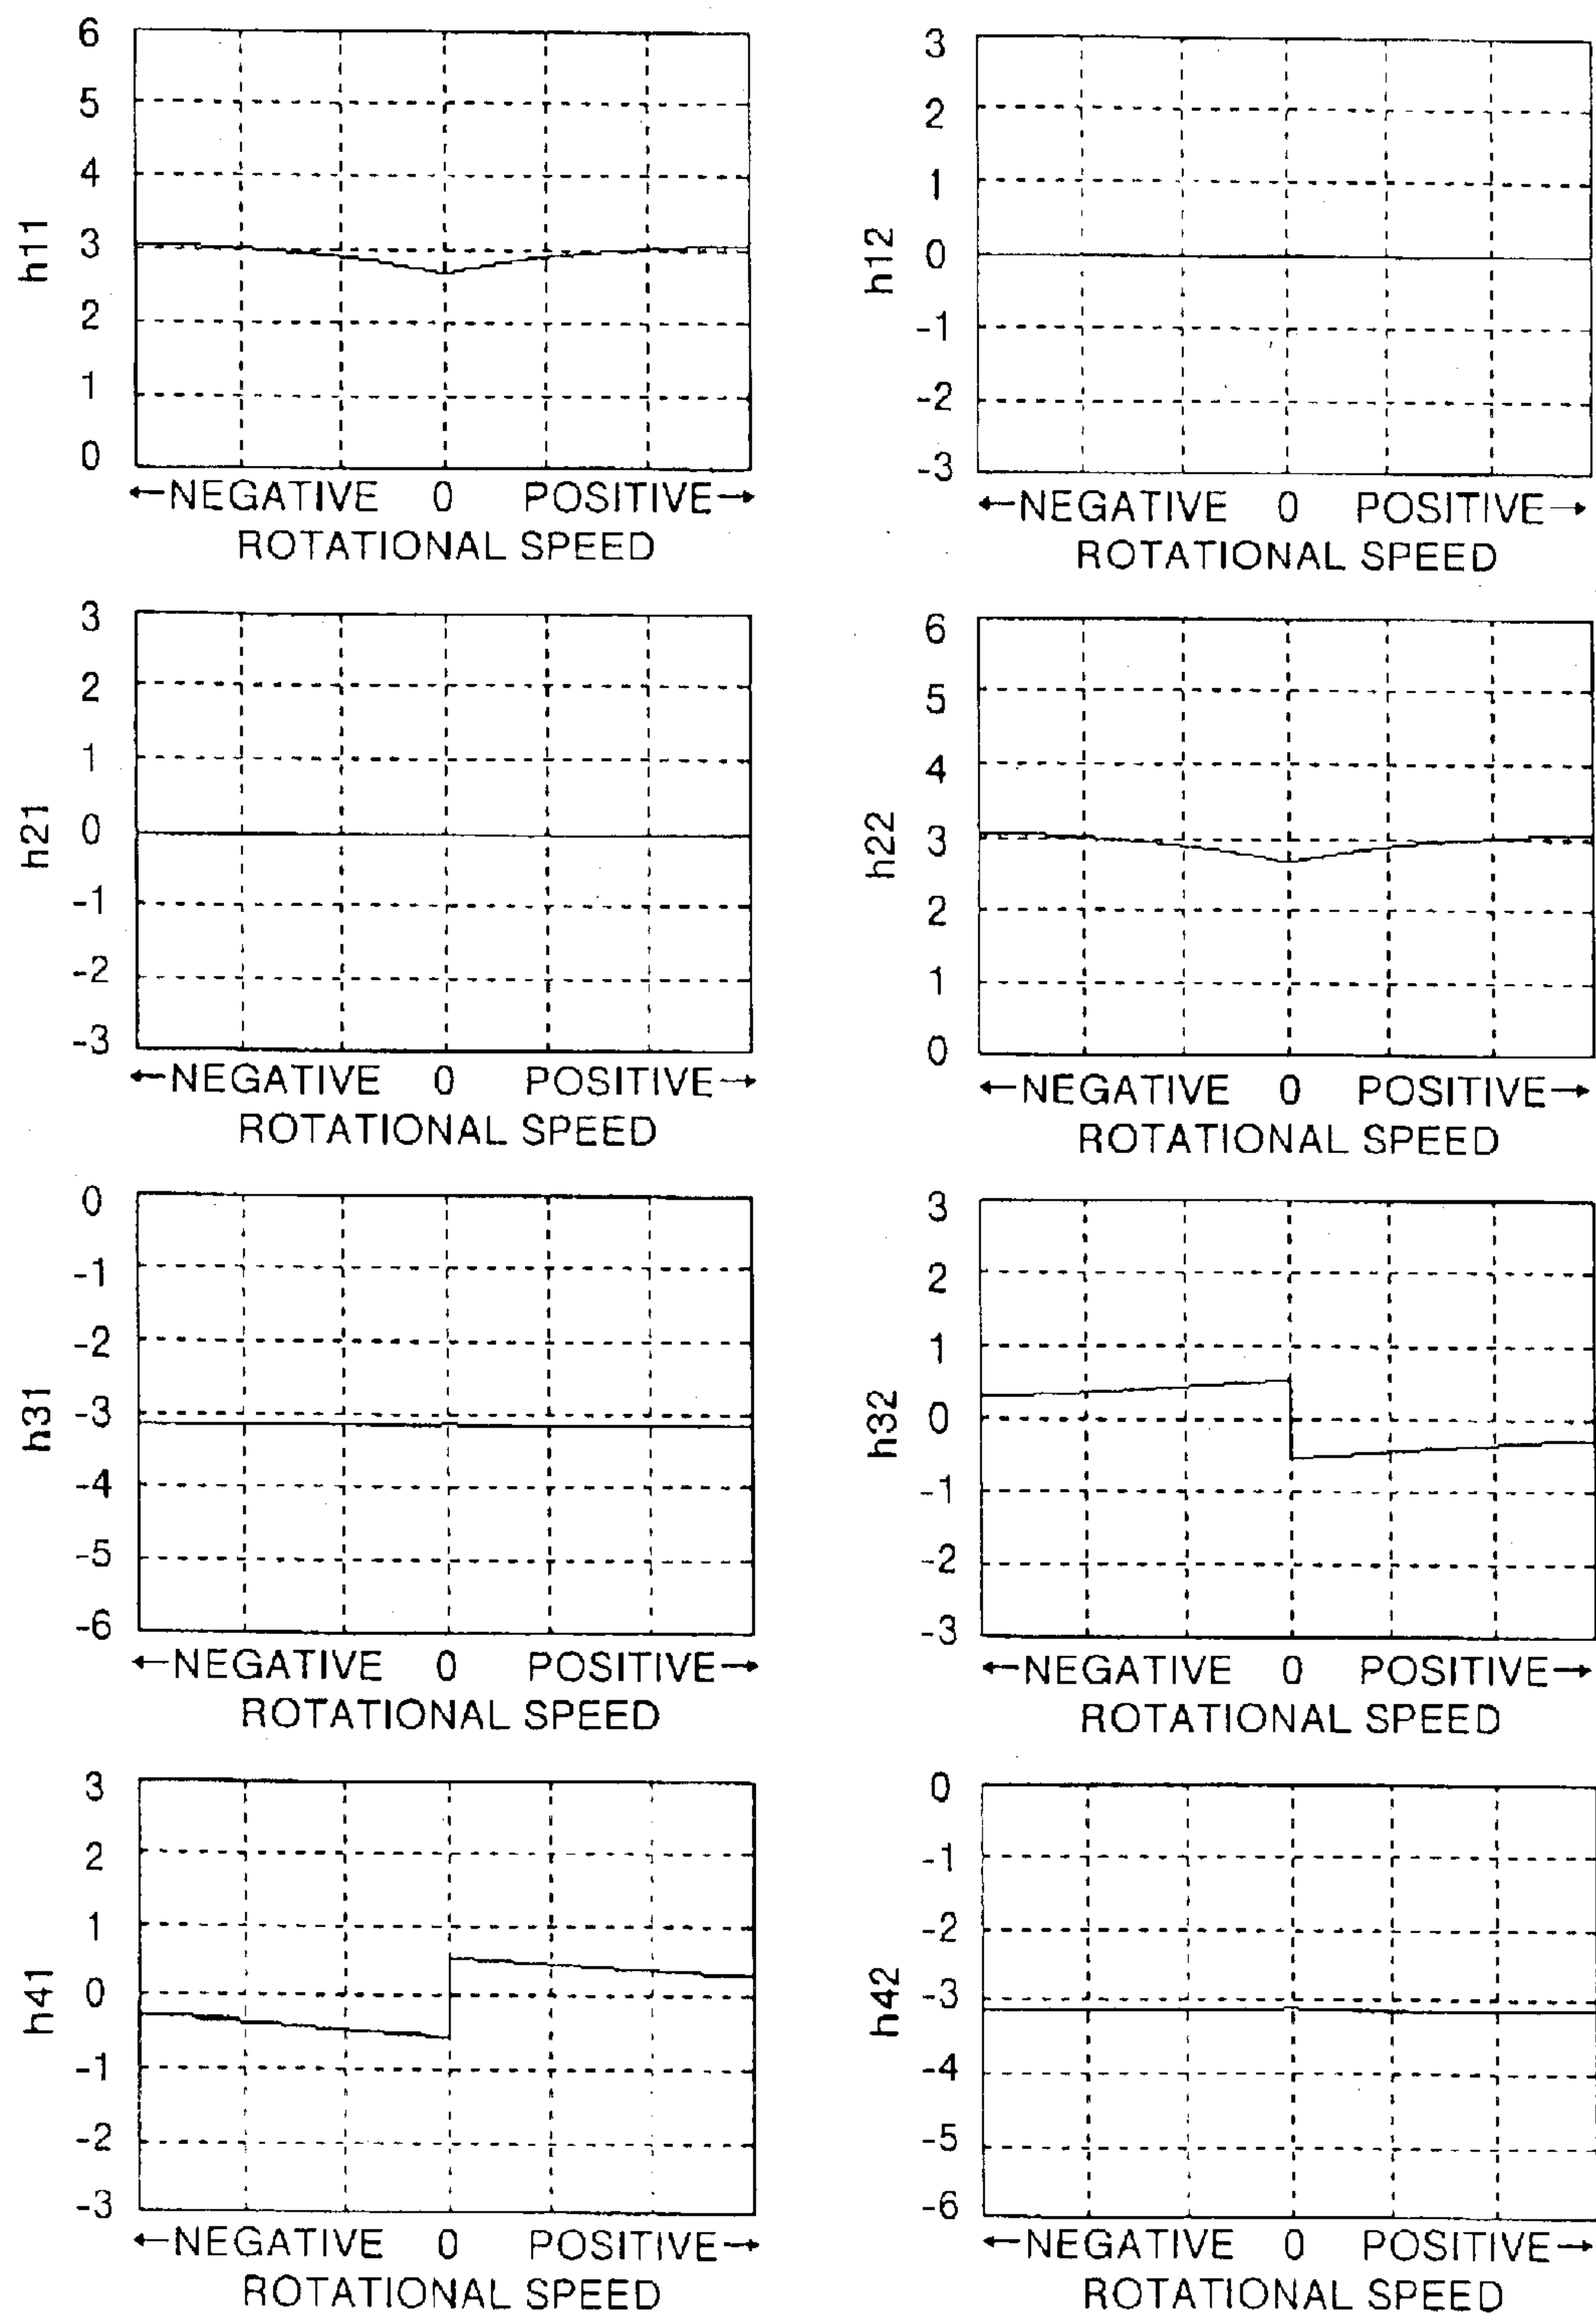 6
5
4
3
2
1
0
h11
←NEGATIVE 0 POSITIVE→
ROTATIONAL SPEED
3
2
1
0
-1
-2
-3
h12
←NEGATIVE 0 POSITIVE→
ROTATIONAL SPEED
3
2
1
0
-1
-2
-3
h21
←NEGATIVE 0 POSITIVE→
ROTATIONAL SPEED
6
5
4
3
2
1
0
h22
←NEGATIVE 0 POSITIVE→
ROTATIONAL SPEED
0
-1
-2
-3
-4
-5
-6
h31
←NEGATIVE 0 POSITIVE→
ROTATIONAL SPEED
3
2
1
0
-1
-2
-3
h32
←NEGATIVE 0 POSITIVE→
ROTATIONAL SPEED
3
2
1
0
-1
-2
-3
h41
←NEGATIVE 0 POSITIVE→
ROTATIONAL SPEED
0
-1
-2
-3
-4
-5
-6
h42
←NEGATIVE 0 POSITIVE→
ROTATIONAL SPEED